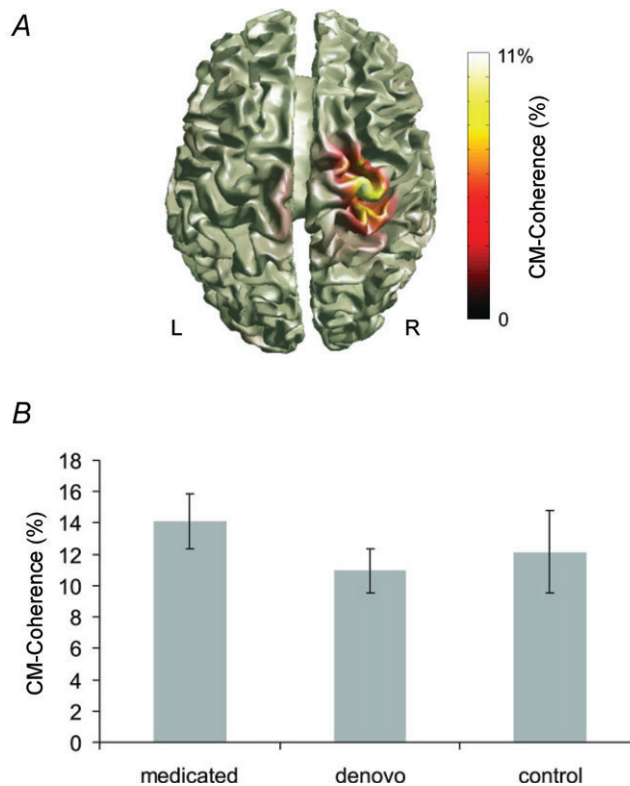 A
11%
CM-Coherence (%)
0
L
R
B
CM-Coherence (%)
18
16
14
12
10
8
6
4
2
0
medicated denovo control